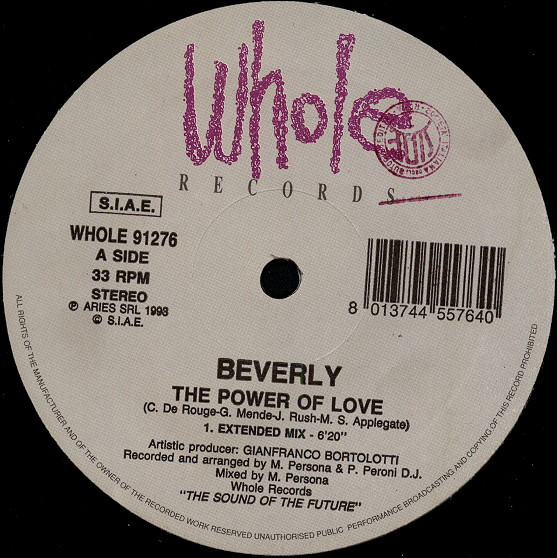 Whole
RECORDS
S.I.A.E.
WHOLE 91276
A SIDE
33 RPM
STEREO
℗ ARIES SRL 1993
© S.I.A.E.
8 013744 557640
BEVERLY
THE POWER OF LOVE
(C. De Rouge-G. Mende-J. Rush-M. S. Applegate)
1. EXTENDED MIX - 6'20"
Artistic producer: GIANFRANCO BORTOLOTTI
Recorded and arranged by M. Persona & P. Peroni D.J.
Mixed by M. Persona
Whole Records
"THE SOUND OF THE FUTURE"
ALL RIGHTS OF THE MANUFACTURER AND OF THE OWNER OF THE RECORDED WORK RESERVED UNAUTHORISED PUBLIC PERFORMANCE BROADCASTING AND COPYING OF THIS RECORD PROHIBITED